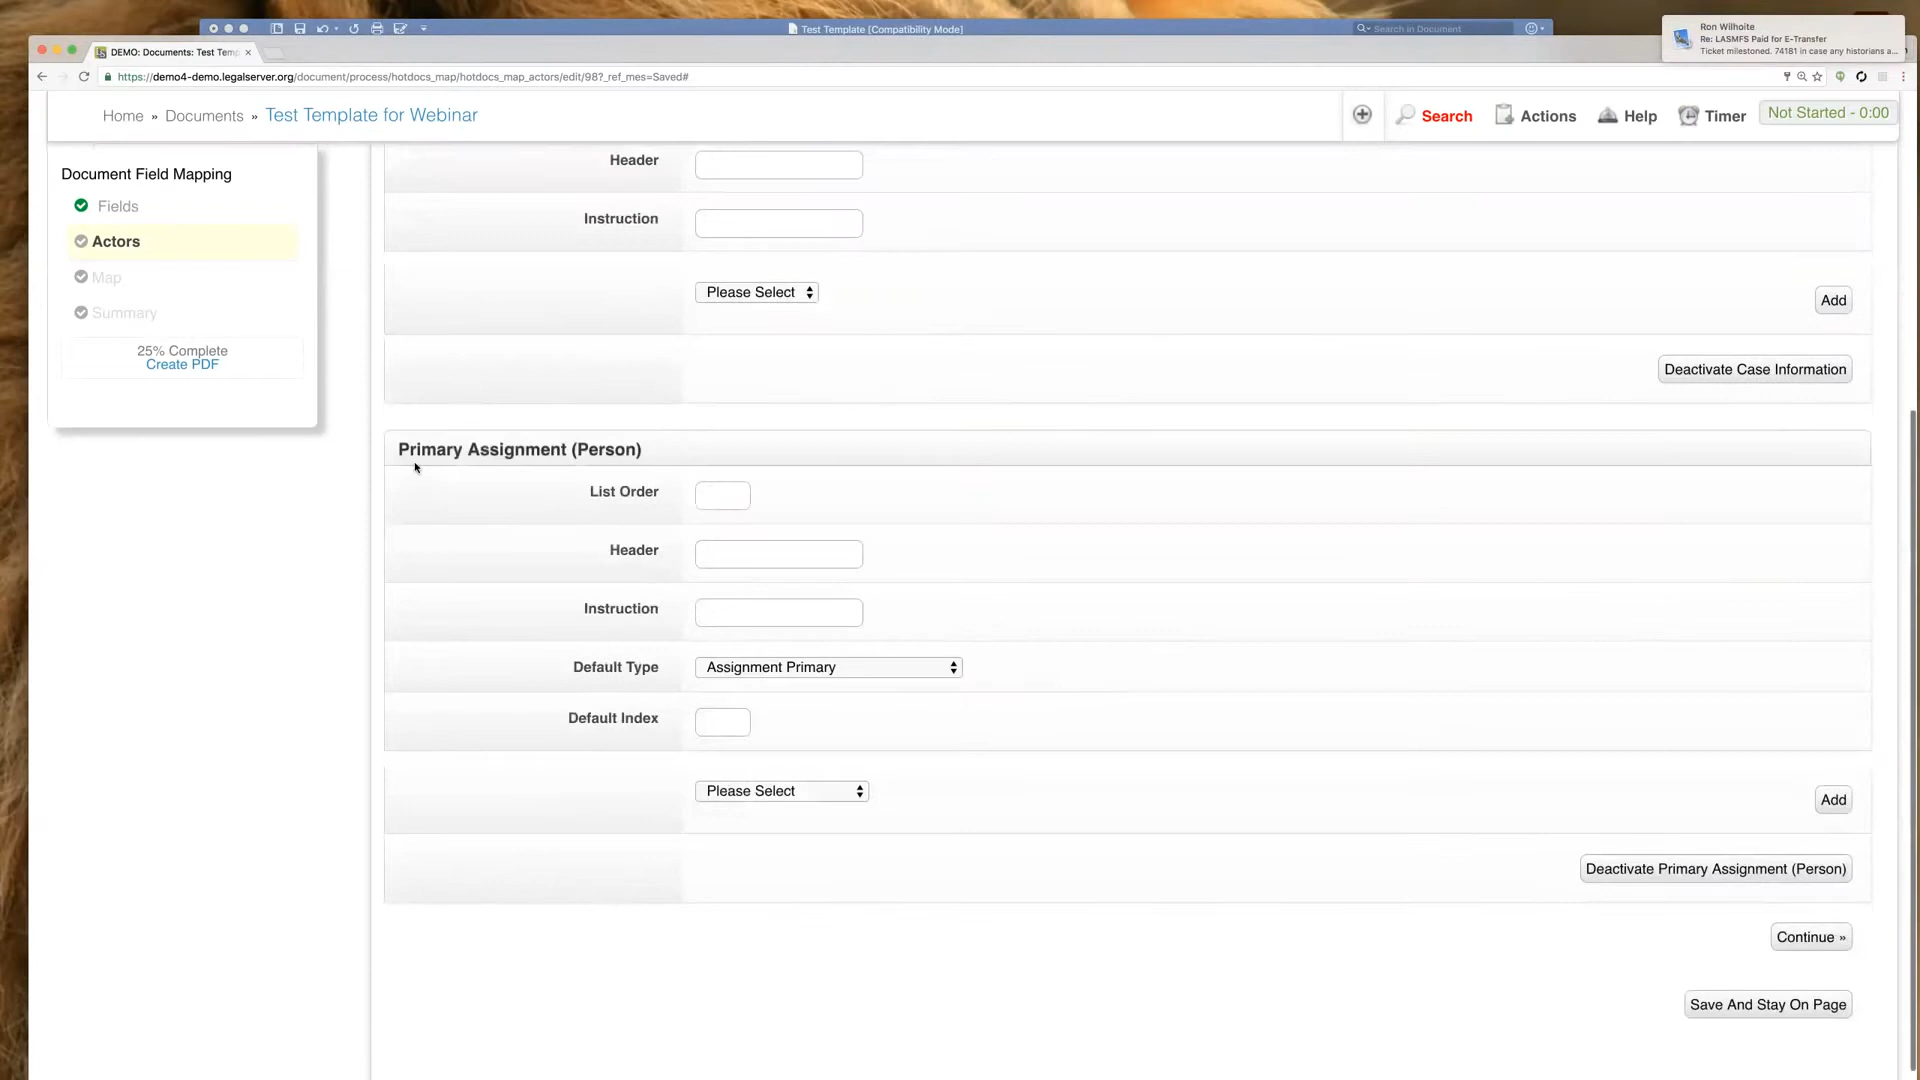 Test Template [Compatibility Mode]
Search in Document
Ron Wilhoite
Re: LASMFS Paid for E-Transfer
Ticket milestoned. 74181 in case any historians a...
DEMO: Documents: Test Temp
https://demo4-demo.legalserver.org/document/process/hotdocs_map/hotdocs_map_actors/edit/98?_ref_mes=Saved#
Home » Documents » Test Template for Webinar
Search Actions Help Timer Not Started - 0:00
Document Field Mapping
Fields
Actors
Map
Summary
25% Complete
Create PDF
Header
Instruction
Please Select
Add
Deactivate Case Information
Primary Assignment (Person)
List Order
Header
Instruction
Default Type Assignment Primary
Default Index
Please Select
Add
Deactivate Primary Assignment (Person)
Continue »
Save And Stay On Page